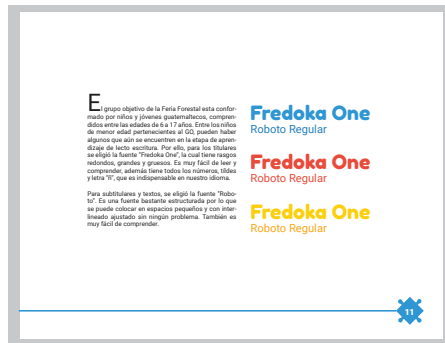 El grupo objetivo de la Feria Forestal esta confor-
mado por niños y jóvenes guatemaltecos, compren-
didos entre las edades de 6 a 17 años. Entre los niños
de menor edad pertenecientes al GO, pueden haber
algunos que aún se encuentren en la etapa de apren-
dizaje de lecto escritura. Por ello, para los titulares
se eligió la fuente "Fredoka One", la cual tiene rasgos
redondos, grandes y gruesos. Es muy fácil de leer y
comprender, además tiene todos los números, tildes
y letra "ñ", que es indispensable en nuestro idioma.
Para subtitulares y textos, se eligió la fuente "Robo-
to". Es una fuente bastante estructurada por lo que
se puede colocar en espacios pequeños y con inter-
lineado ajustado sin ningún problema. También es
muy fácil de comprender.
Fredoka One
Roboto Regular
Fredoka One
Roboto Regular
Fredoka One
Roboto Regular
11